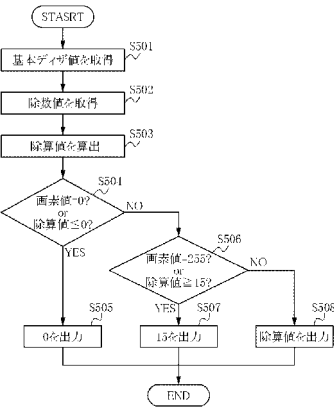 STASRT
S501
基本ディザ値を取得
S502
除数値を取得
S503
除算値を算出
S504
画素値=0?
or
除算値≦0?
NO
YES
S506
画素値=255?
or
除算値≧15?
NO
YES
S505
0を出力
S507
15を出力
S508
除算値を出力
END